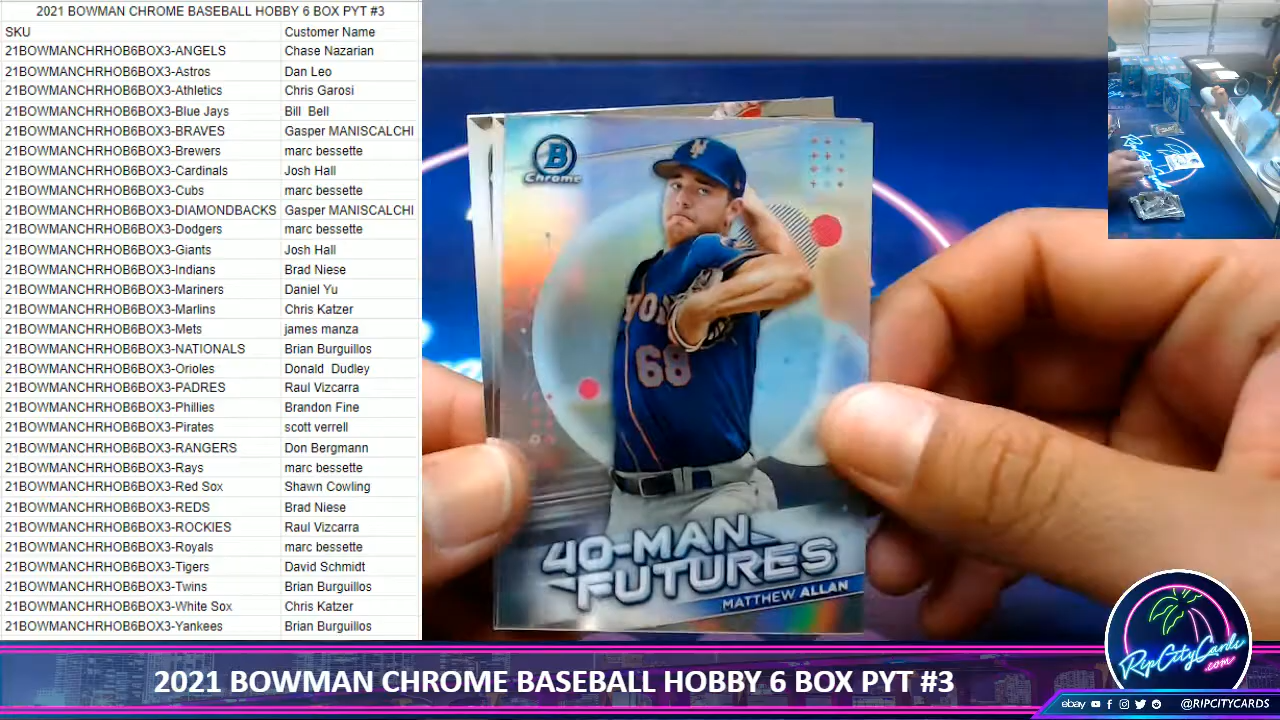 2021 BOWMAN CHROME BASEBALL HOBBY 6 BOX PYT #3
SKU Customer Name
21BOWMANCHRHOB6BOX3-ANGELS Chase Nazarian
21BOWMANCHRHOB6BOX3-Astros Dan Leo
21BOWMANCHRHOB6BOX3-Athletics Chris Garosi
21BOWMANCHRHOB6BOX3-Blue Jays Bill Bell
21BOWMANCHRHOB6BOX3-BRAVES Gasper MANISCALCHI
21BOWMANCHRHOB6BOX3-Brewers marc bessette
21BOWMANCHRHOB6BOX3-Cardinals Josh Hall
21BOWMANCHRHOB6BOX3-Cubs marc bessette
21BOWMANCHRHOB6BOX3-DIAMONDBACKS Gasper MANISCALCHI
21BOWMANCHRHOB6BOX3-Dodgers marc bessette
21BOWMANCHRHOB6BOX3-Giants Josh Hall
21BOWMANCHRHOB6BOX3-Indians Brad Niese
21BOWMANCHRHOB6BOX3-Mariners Daniel Yu
21BOWMANCHRHOB6BOX3-Marlins Chris Katzer
21BOWMANCHRHOB6BOX3-Mets james manza
21BOWMANCHRHOB6BOX3-NATIONALS Brian Burguillos
21BOWMANCHRHOB6BOX3-Orioles Donald Dudley
21BOWMANCHRHOB6BOX3-PADRES Raul Vizcarra
21BOWMANCHRHOB6BOX3-Phillies Brandon Fine
21BOWMANCHRHOB6BOX3-Pirates scott verrell
21BOWMANCHRHOB6BOX3-RANGERS Don Bergmann
21BOWMANCHRHOB6BOX3-Rays marc bessette
21BOWMANCHRHOB6BOX3-Red Sox Shawn Cowling
21BOWMANCHRHOB6BOX3-REDS Brad Niese
21BOWMANCHRHOB6BOX3-ROCKIES Raul Vizcarra
21BOWMANCHRHOB6BOX3-Royals marc bessette
21BOWMANCHRHOB6BOX3-Tigers David Schmidt
21BOWMANCHRHOB6BOX3-Twins Brian Burguillos
21BOWMANCHRHOB6BOX3-White Sox Chris Katzer
21BOWMANCHRHOB6BOX3-Yankees Brian Burguillos
B
Chrome
NY
68
40-MAN
FUTURES
MATTHEW ALLAN
RipCityCards
.com
2021 BOWMAN CHROME BASEBALL HOBBY 6 BOX PYT #3
ebay @RIPCITYCARDS